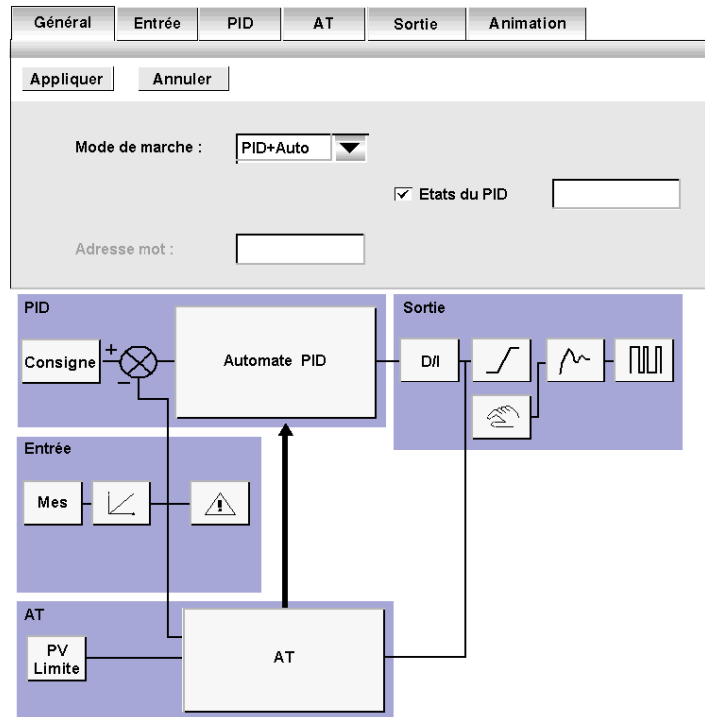 Général Entrée PID AT Sortie Animation
Appliquer Annuler
Mode de marche : PID+Auto
Etats du PID
Adresse mot :
PID
Sortie
Consigne
+
−
Automate PID
D/I
Entrée
Mes
AT
PV
Limite
AT